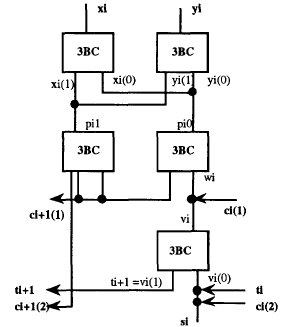 xi yi
3BC 3BC
xi(1) xi(0) yi(1) yi(0)
pi1 pi0
3BC 3BC
wi
ci+1(1) ci(1)
vi
3BC
ti+1 ti+1 =vi(1) vi(0) ti
ci+1(2) ci(2)
si